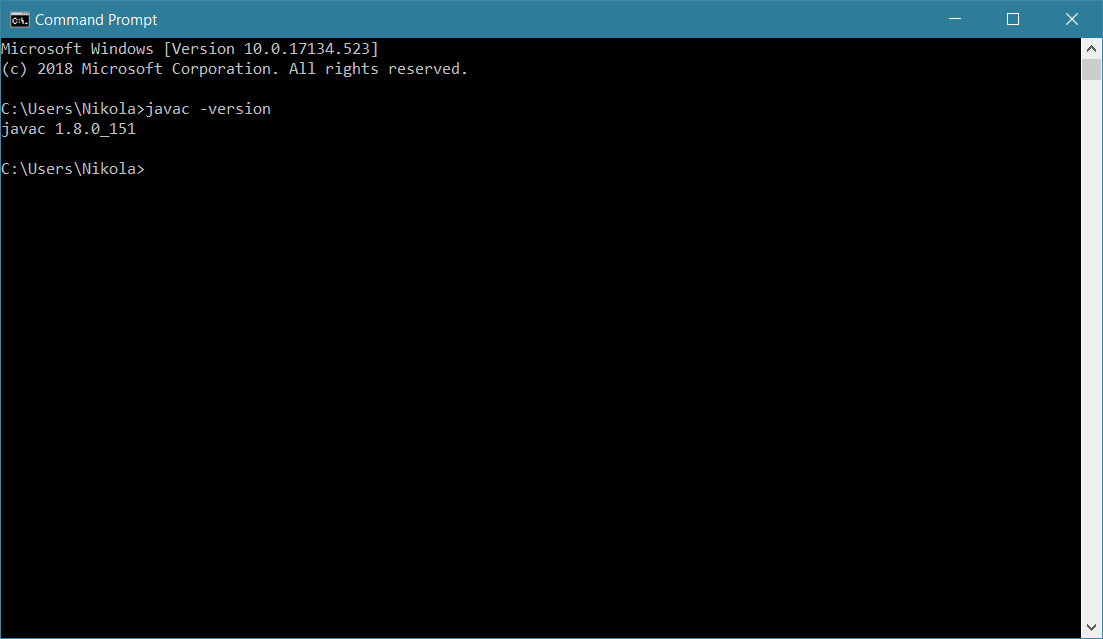 Command Prompt
Microsoft Windows [Version 10.0.17134.523]
(c) 2018 Microsoft Corporation. All rights reserved.
C:\Users\Nikola>javac -version
javac 1.8.0_151
C:\Users\Nikola>